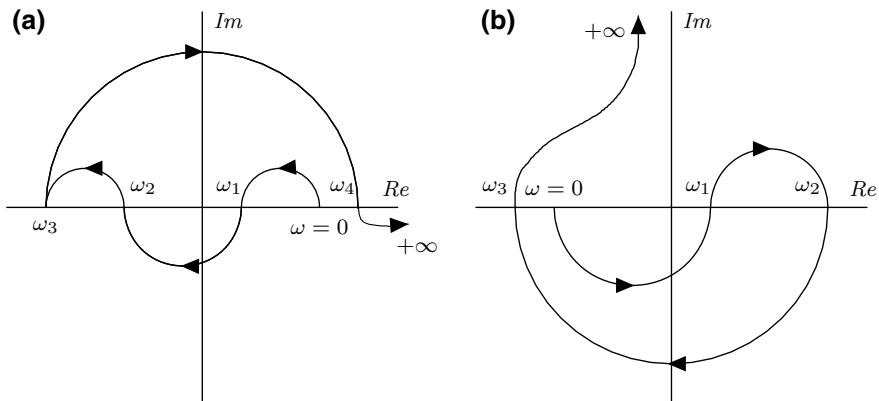 (a)
Im
ω₂
ω₁
ω₄
Re
ω₃
ω = 0
+∞
(b)
+∞
Im
ω₃
ω = 0
ω₁
ω₂
Re